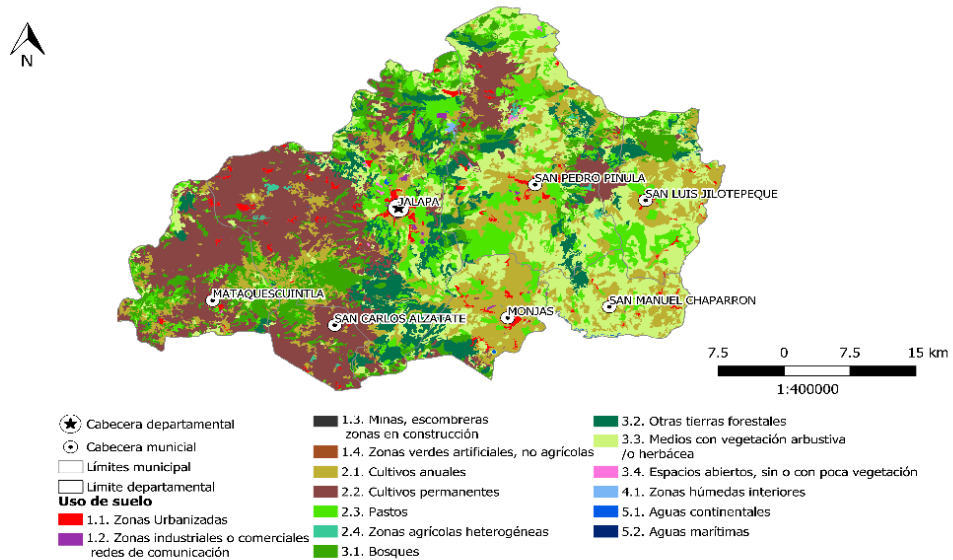 N
SAN PEDRO PINULA
SAN LUIS JILOTEPEQUE
JALAPA
MATAQUESCUINTLA
SAN CARLOS ALZATATE
MONJAS
SAN MANUEL CHAPARRON
7.5 0 7.5 15 km
1:400000
Cabecera departamental
Cabecera municial
Límites municipal
Límite departamental
Uso de suelo
1.1. Zonas Urbanizadas
1.2. Zonas industriales o comerciales
redes de comunicación
1.3. Minas, escombreras
zonas en construcción
1.4. Zonas verdes artificiales, no agrícolas
2.1. Cultivos anuales
2.2. Cultivos permanentes
2.3. Pastos
2.4. Zonas agrícolas heterogéneas
3.1. Bosques
3.2. Otras tierras forestales
3.3. Medios con vegetación arbustiva
/o herbácea
3.4. Espacios abiertos, sin o con poca vegetación
4.1. Zonas húmedas interiores
5.1. Aguas continentales
5.2. Aguas marítimas